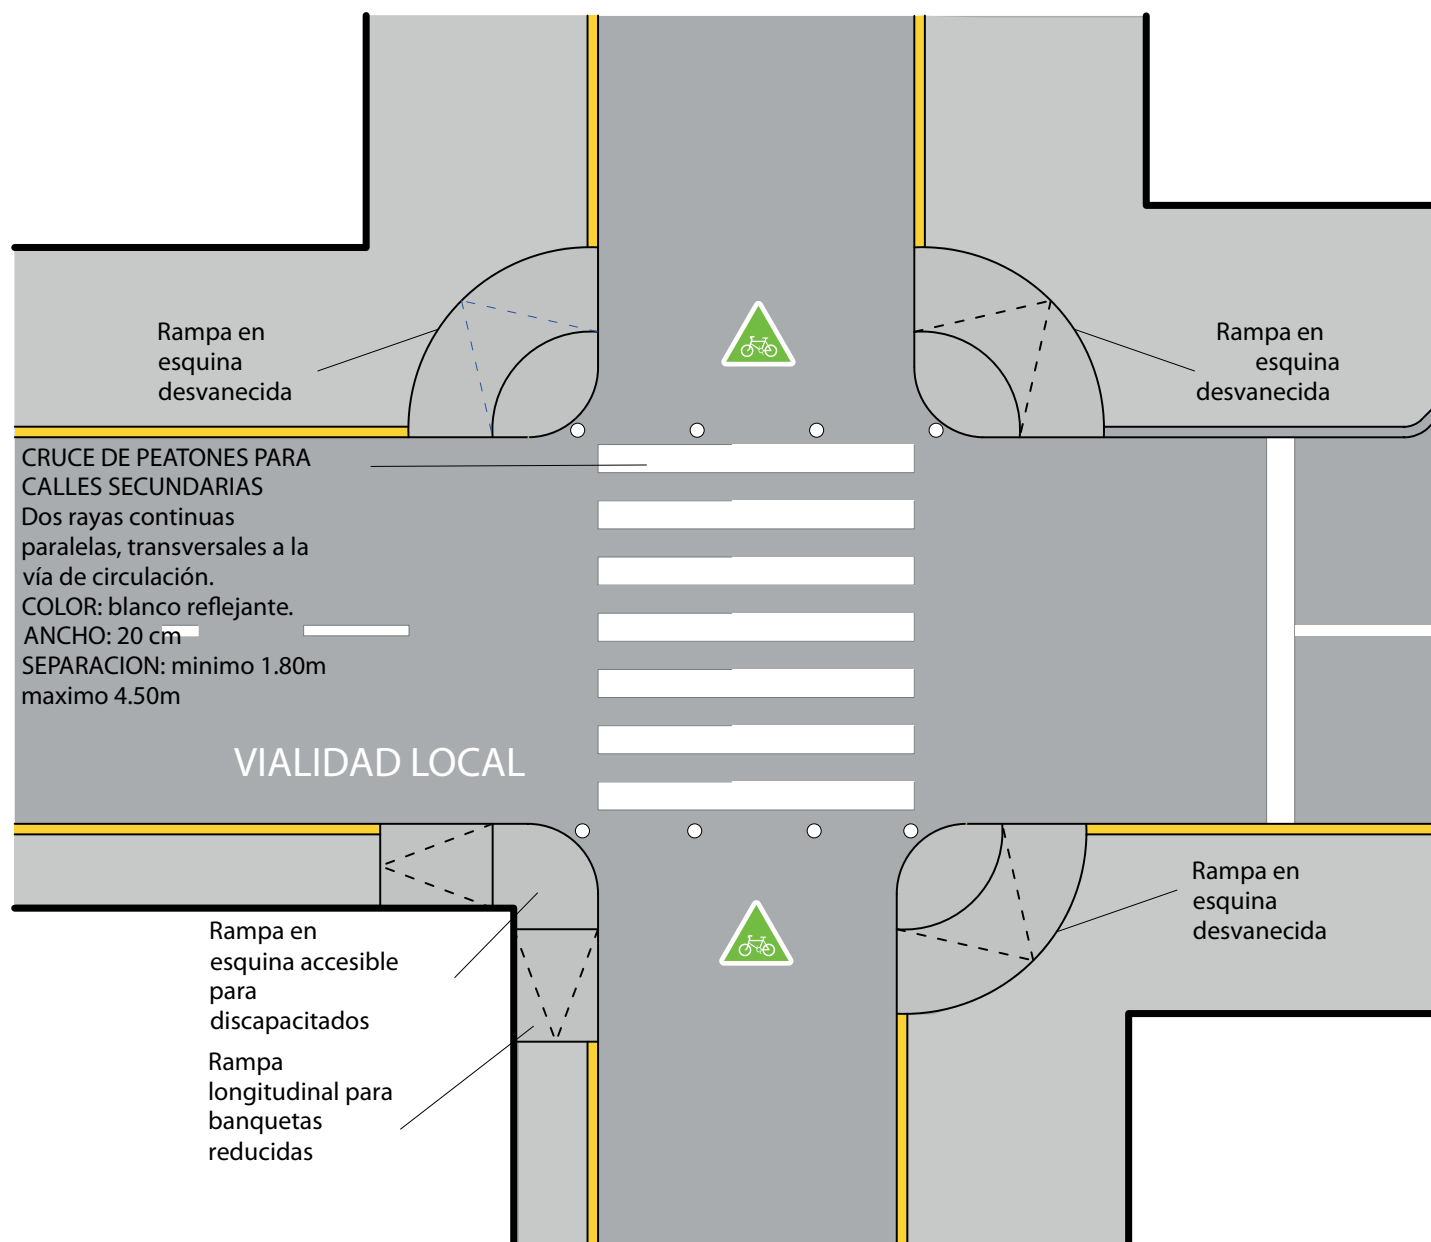 Rampa en
esquina
desvanecida
Rampa en
esquina
desvanecida
CRUCE DE PEATONES PARA
CALLES SECUNDARIAS
Dos rayas continuas
paralelas, transversales a la
vía de circulación.
COLOR: blanco reflejante.
ANCHO: 20 cm
SEPARACION: minimo 1.80m
maximo 4.50m
VIALIDAD LOCAL
Rampa en
esquina
desvanecida
Rampa en
esquina accesible
para
discapacitados
Rampa
longitudinal para
banquetas
reducidas